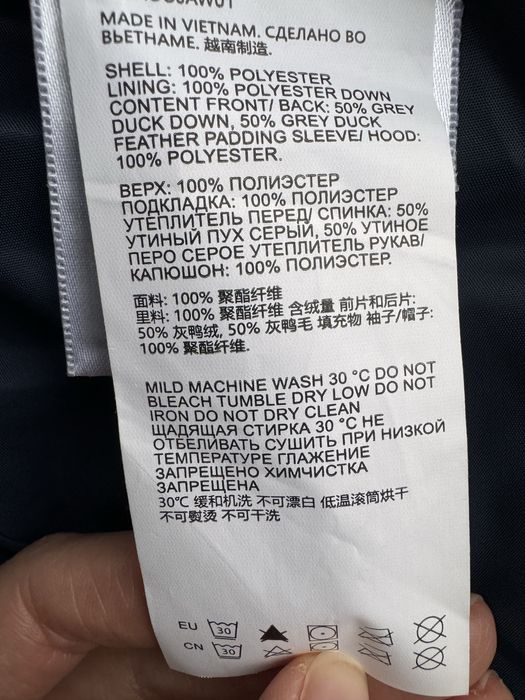 MADE IN VIETNAM. СДЕЛАНО ВО
ВЬЕТНАМЕ. 越南制造.
SHELL: 100% POLYESTER
LINING: 100% POLYESTER DOWN
CONTENT FRONT/ BACK: 50% GREY
DUCK DOWN, 50% GREY DUCK
FEATHER PADDING SLEEVE/ HOOD:
100% POLYESTER.
ВЕРХ: 100% ПОЛИЭСТЕР
ПОДКЛАДКА: 100% ПОЛИЭСТЕР
УТЕПЛИТЕЛЬ ПЕРЕД/ СПИНКА: 50%
УТИНЫЙ ПУХ СЕРЫЙ, 50% УТИНОЕ
ПЕРО СЕРОЕ УТЕПЛИТЕЛЬ РУКАВ/
КАПЮШОН: 100% ПОЛИЭСТЕР.
面料: 100% 聚酯纤维
里料: 100% 聚酯纤维 含绒量 前片和后片:
50% 灰鸭绒, 50% 灰鸭毛 填充物 袖子/帽子:
100% 聚酯纤维.
MILD MACHINE WASH 30 °C DO NOT
BLEACH TUMBLE DRY LOW DO NOT
IRON DO NOT DRY CLEAN
ЩАДЯЩАЯ СТИРКА 30 °C НЕ
ОТБЕЛИВАТЬ СУШИТЬ ПРИ НИЗКОЙ
ТЕМПЕРАТУРЕ ГЛАЖЕНИЕ
ЗАПРЕЩЕНО ХИМЧИСТКА
ЗАПРЕЩЕНА
30℃ 缓和机洗 不可漂白 低温滚筒烘干
不可熨烫 不可干洗
EU 30
CN 30